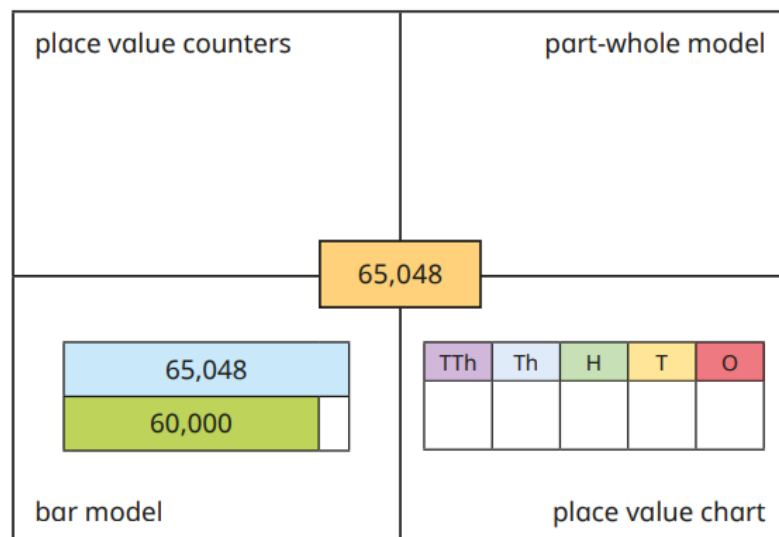 place value counters
part-whole model
65,048
65,048
60,000
TTh Th H T O
bar model
place value chart